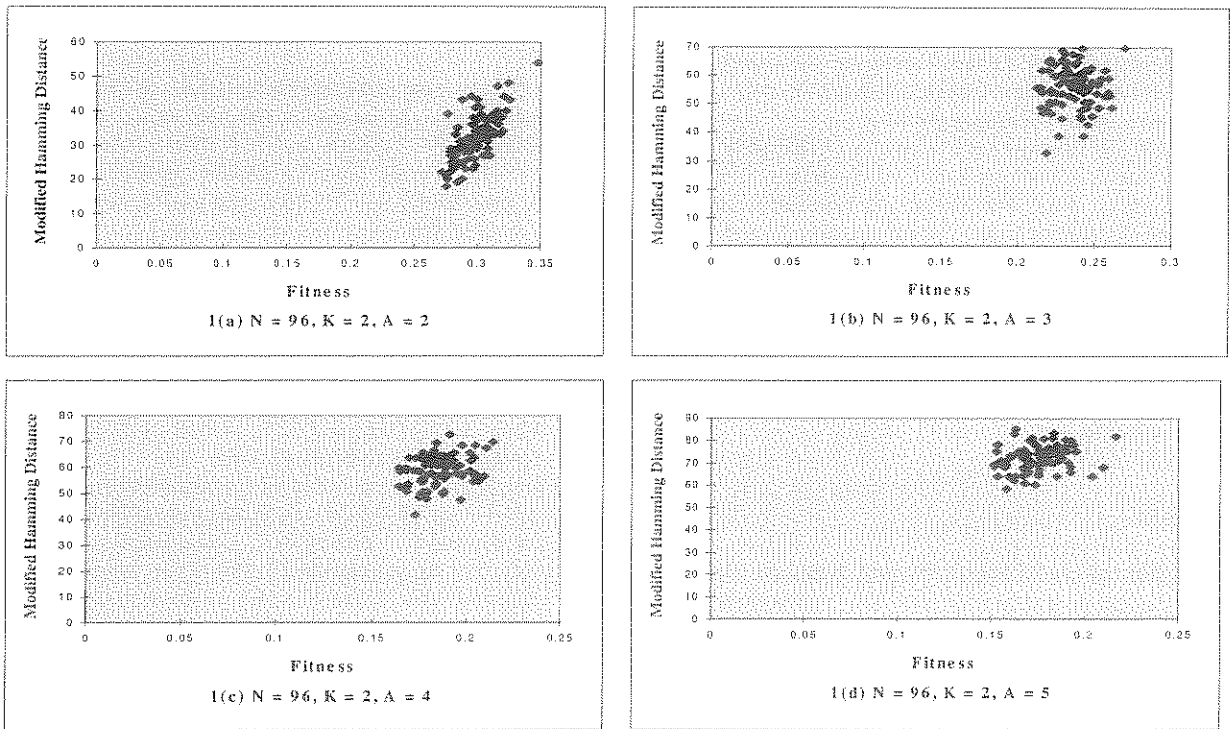 Modified Hamming Distance
60
50
40
30
20
10
0
0 0.05 0.1 0.15 0.2 0.25 0.3 0.35
Fitness
1(a) N = 96, K = 2, A = 2
Modified Hamming Distance
70
60
50
40
30
20
10
0
0 0.05 0.1 0.15 0.2 0.25 0.3
Fitness
1(b) N = 96, K = 2, A = 3
Modified Hamming Distance
80
70
60
50
40
30
20
10
0
0 0.05 0.1 0.15 0.2 0.25
Fitness
1(c) N = 96, K = 2, A = 4
Modified Hamming Distance
90
80
70
60
50
40
30
20
10
0
0 0.05 0.1 0.15 0.2 0.25
Fitness
1(d) N = 96, K = 2, A = 5